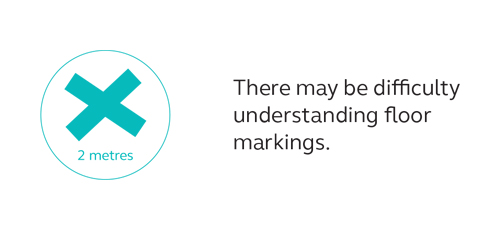 2 metres
There may be difficulty
understanding floor
markings.